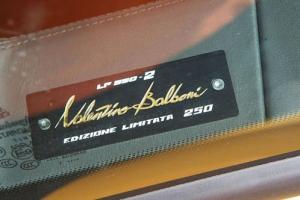 LP 550-2
Valentino Balboni
EDIZIONE LIMITATA 250